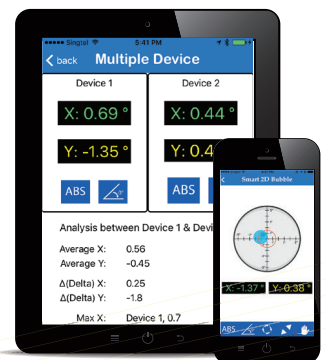 Singtel 5:41 PM
back Multiple Device
Device 1 Device 2
X: 0.69 ° X: 0.44 °
Y: -1.35 ° Y: 0.4
ABS ABS
Analysis between Device 1 & Devi
Average X: 0.56
Average Y: -0.45
Δ(Delta) X: 0.25
Δ(Delta) Y: -1.8
Max X: Device 1, 0.7
Smart 2D Bubble
X: -1.37 ° Y: 0.38 °
ABS